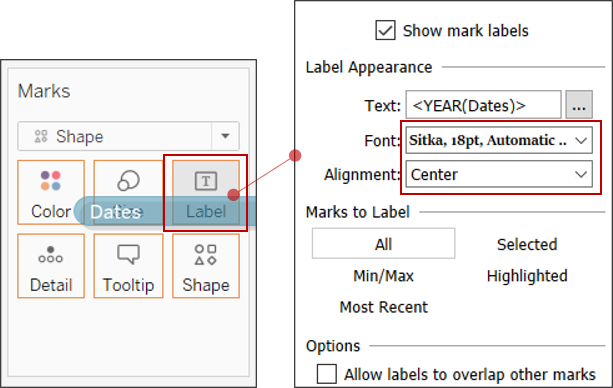 Marks
Shape
Color
Label
Dates
Detail
Tooltip
Shape
Show mark labels
Label Appearance
Text: <YEAR(Dates)> ...
Font: Sitka, 18pt, Automatic ..
Alignment: Center
Marks to Label
All Selected
Min/Max Highlighted
Most Recent
Options
Allow labels to overlap other marks